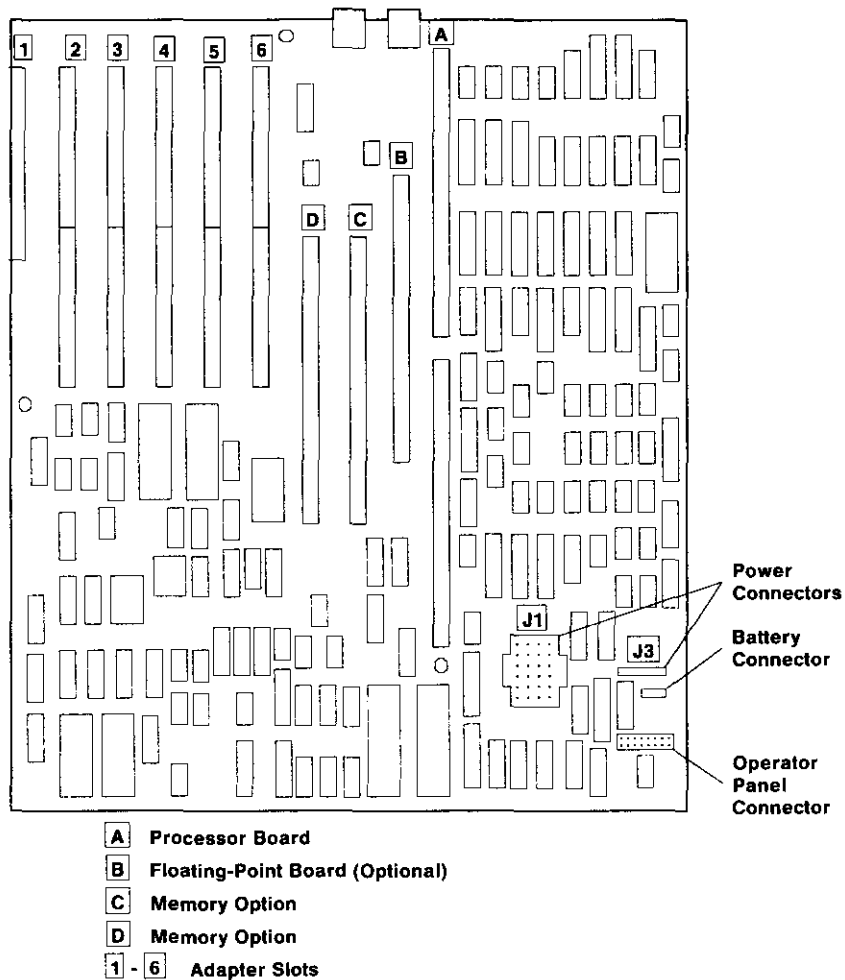 1 2 3 4 5 6 A
B
D C
J1
J3
Power
Connectors
Battery
Connector
Operator
Panel
Connector
A Processor Board
B Floating-Point Board (Optional)
C Memory Option
D Memory Option
1 - 6 Adapter Slots